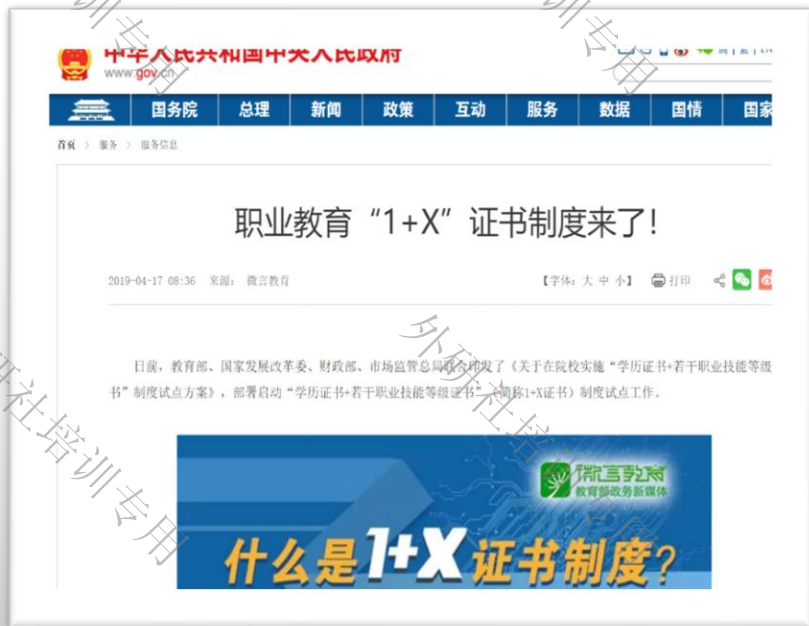 中华人民共和国中央人民政府
www.gov.cn
国务院 总理 新闻 政策 互动 服务 数据 国情 国家
首页 > 服务 > 服务信息
职业教育“1+X”证书制度来了!
2019-04-17 08:36 来源: 微言教育 【字体: 大 中 小】 打印
日前,教育部、国家发展改革委、财政部、市场监管总局联合印发了《关于在院校实施“学历证书+若干职业技能等级
书”制度试点方案》,部署启动“学历证书+若干职业技能等级证书”(简称1+X证书)制度试点工作。
微言教育
教育部政务新媒体
什么是1+X证书制度?
外研社培训专用
外研社培训专用